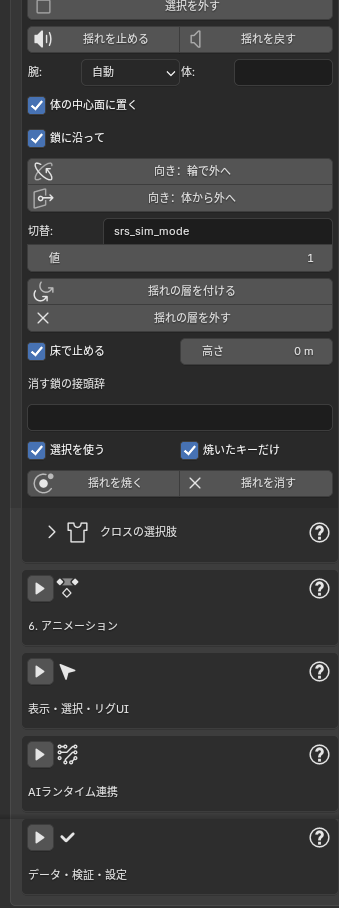 選択を外す
揺れを止める 揺れを戻す
腕: 自動 体:
体の中心面に置く
鎖に沿って
向き: 輪で外へ
向き: 体から外へ
切替: srs_sim_mode
値 1
揺れの層を付ける
揺れの層を外す
床で止める 高さ 0 m
消す鎖の接頭辞
選択を使う 焼いたキーだけ
揺れを焼く 揺れを消す
クロスの選択肢
6. アニメーション
表示・選択・リグUI
AIランタイム連携
データ・検証・設定